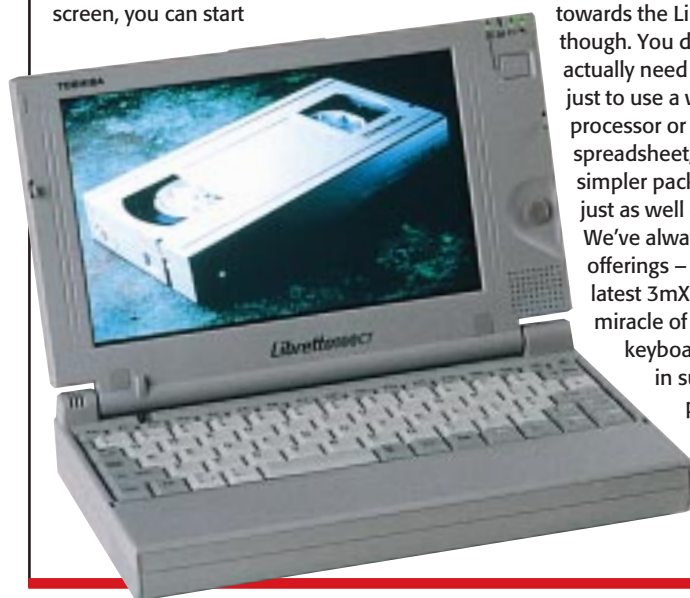 screen, you can start
towards the Li
though. You d
actually need
just to use a w
processor or
spreadsheet,
simpler pack
just as well
We've alwa
offerings –
latest 3mX
miracle of
keyboa
in su
P
TOSHIBA
Libretto100CT